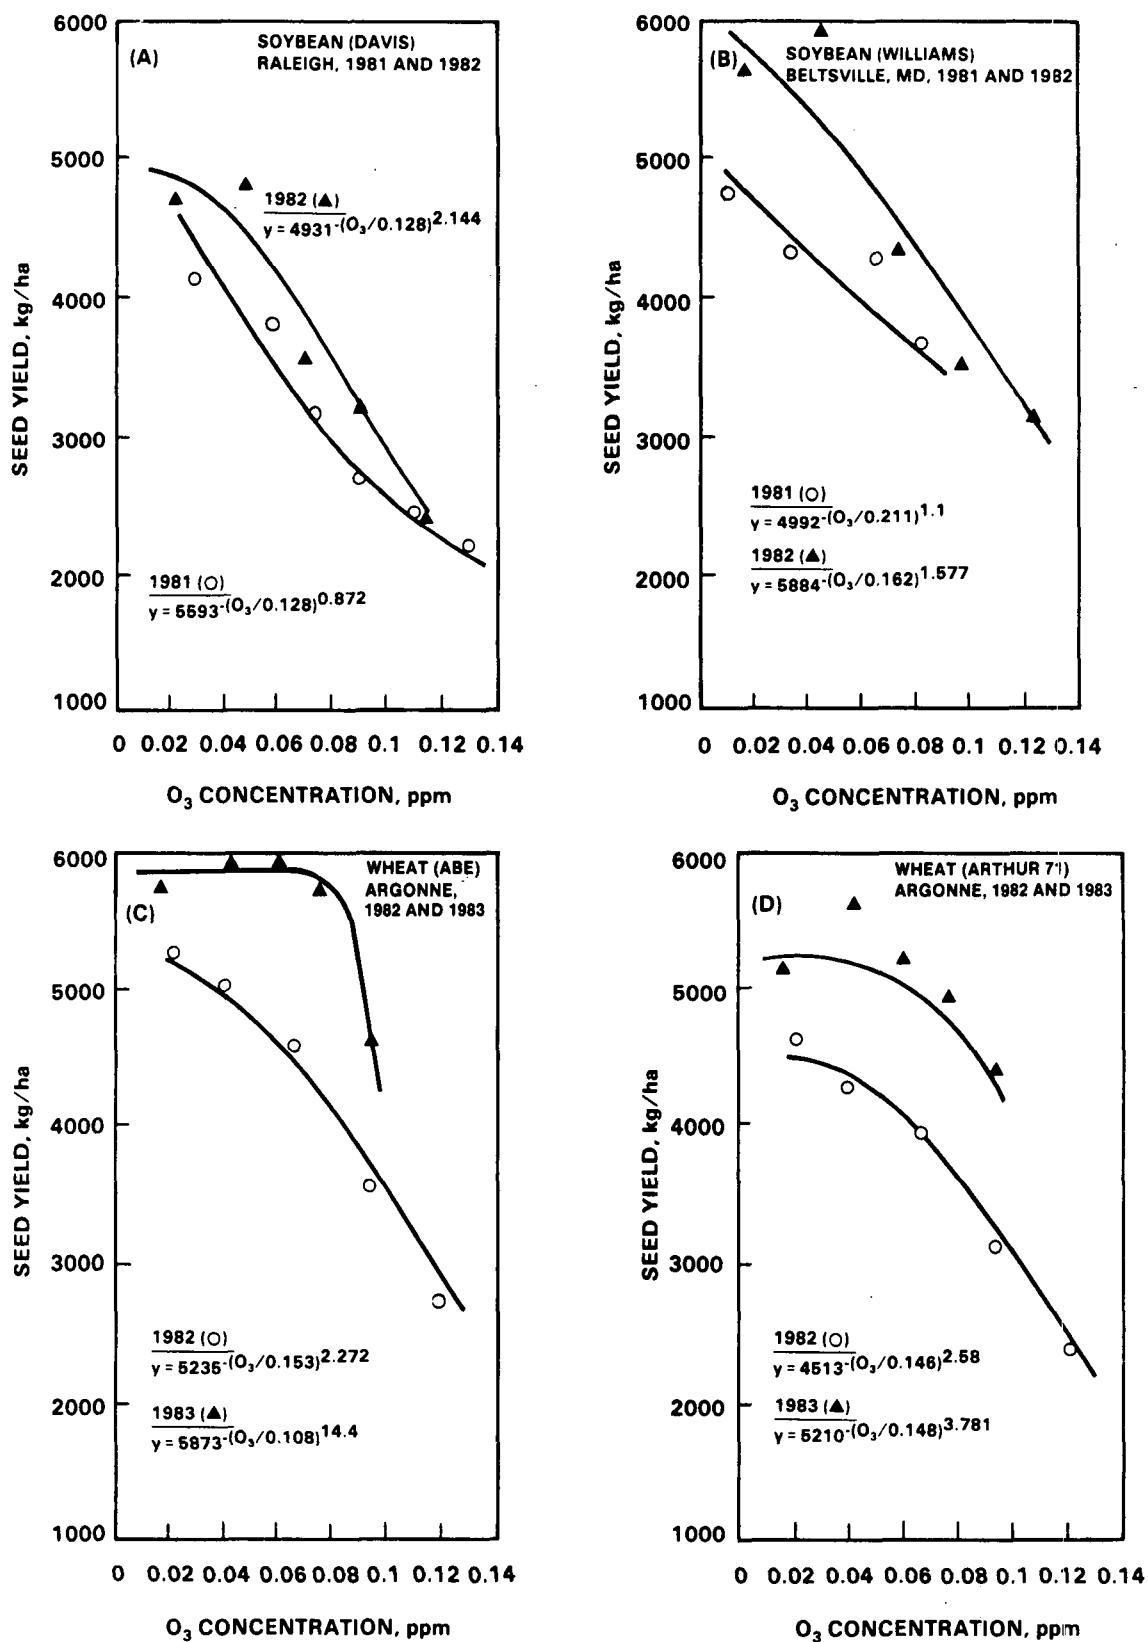 (A)
SOYBEAN (DAVIS)
RALEIGH, 1981 AND 1982
6000
5000
4000
3000
2000
1000
SEED YIELD, kg/ha
1982 (▲)
y = 4931-(O3/0.128)2.144
1981 (○)
y = 5593-(O3/0.128)0.872
0 0.02 0.04 0.06 0.08 0.10 0.12 0.14
O3 CONCENTRATION, ppm
(B)
SOYBEAN (WILLIAMS)
BELTSVILLE, MD, 1981 AND 1982
6000
5000
4000
3000
2000
1000
SEED YIELD, kg/ha
1981 (○)
y = 4992-(O3/0.211)1.1
1982 (▲)
y = 5884-(O3/0.162)1.577
0 0.02 0.04 0.06 0.08 0.1 0.12 0.14
O3 CONCENTRATION, ppm
(C)
WHEAT (ABE)
ARGONNE,
1982 AND 1983
6000
5000
4000
3000
2000
1000
SEED YIELD, kg/ha
1982 (○)
y = 5235-(O3/0.153)2.272
1983 (▲)
y = 5873-(O3/0.108)14.4
0 0.02 0.04 0.06 0.08 0.10 0.12 0.14
O3 CONCENTRATION, ppm
(D)
WHEAT (ARTHUR 71)
ARGONNE, 1982 AND 1983
6000
5000
4000
3000
2000
1000
SEED YIELD, kg/ha
1982 (○)
y = 4513-(O3/0.146)2.58
1983 (▲)
y = 5210-(O3/0.148)3.781
0 0.02 0.04 0.06 0.08 0.1 0.12 0.14
O3 CONCENTRATION, ppm